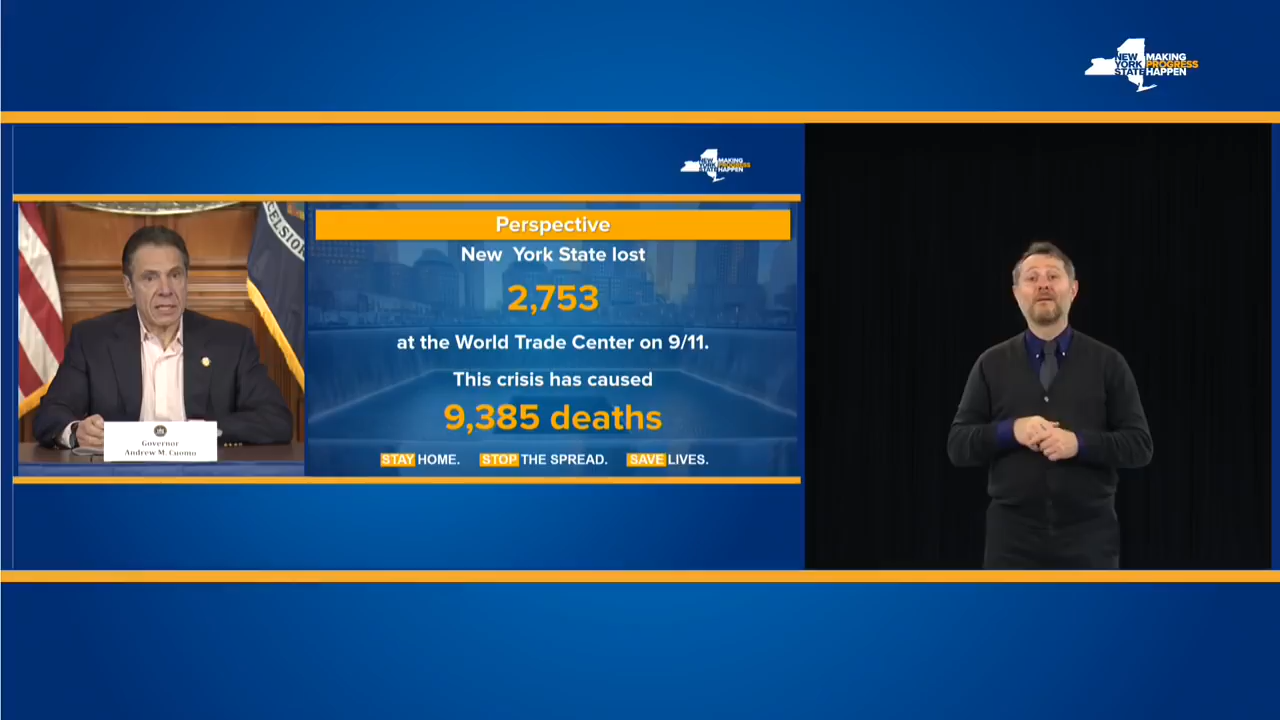 NEW YORK STATE
MAKING PROGRESS HAPPEN
NEW YORK STATE
MAKING PROGRESS HAPPEN
EXCELSIOR
Perspective
New York State lost
2,753
at the World Trade Center on 9/11.
This crisis has caused
9,385 deaths
STAY HOME. STOP THE SPREAD. SAVE LIVES.
Governor
Andrew M. Cuomo